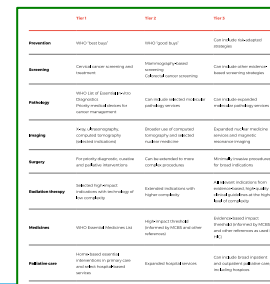 Tier 1 Tier 2 Tier 3
Prevention WHO 'best buys' WHO 'good buys' Can include risk-adapted
strategies
Screening Cervical cancer screening and
treatment
Mammography-based
screening
Colorectal cancer screening
Can include other evidence-
based screening strategies
Pathology WHO List of Essential In Vitro
Diagnostics
Priority medical devices for
cancer management
Can include selected molecular
pathology services
Can include expanded
molecular pathology services
Imaging X-ray, ultrasonography,
computed tomography
(selected indications)
Broader use of computed
tomography and selected
nuclear medicine
Expanded nuclear medicine
services and magnetic
resonance imaging
Surgery For priority diagnostic, curative
and palliative interventions
Can be extended to more
complex procedures
Minimally invasive procedures
for broad indications
Radiation therapy Selected high-impact
indications with technology of
low complexity
Extended indications with
higher complexity
All relevant indications from
evidence-based, high-quality
clinical guidelines at the high
level of complexity
Medicines WHO Essential Medicines List High-impact threshold
(informed by MCBS and other
references)
Evidence-based impact
threshold (informed by MCBS
and other references as used
Palliative care Home-based essential
interventions in primary care
and select hospital-based
services
Expanded hospital services Can include broad inpatient
and outpatient palliative care
including hospices